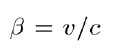 β = v/c